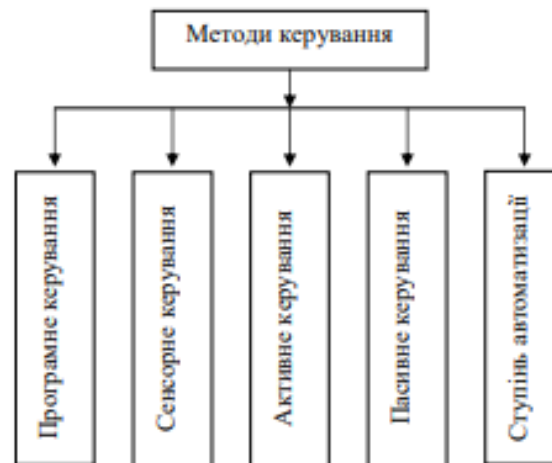 Методи керування
Програмне керування
Сенсорне керування
Активне керування
Пасивне керування
Ступінь автоматизації